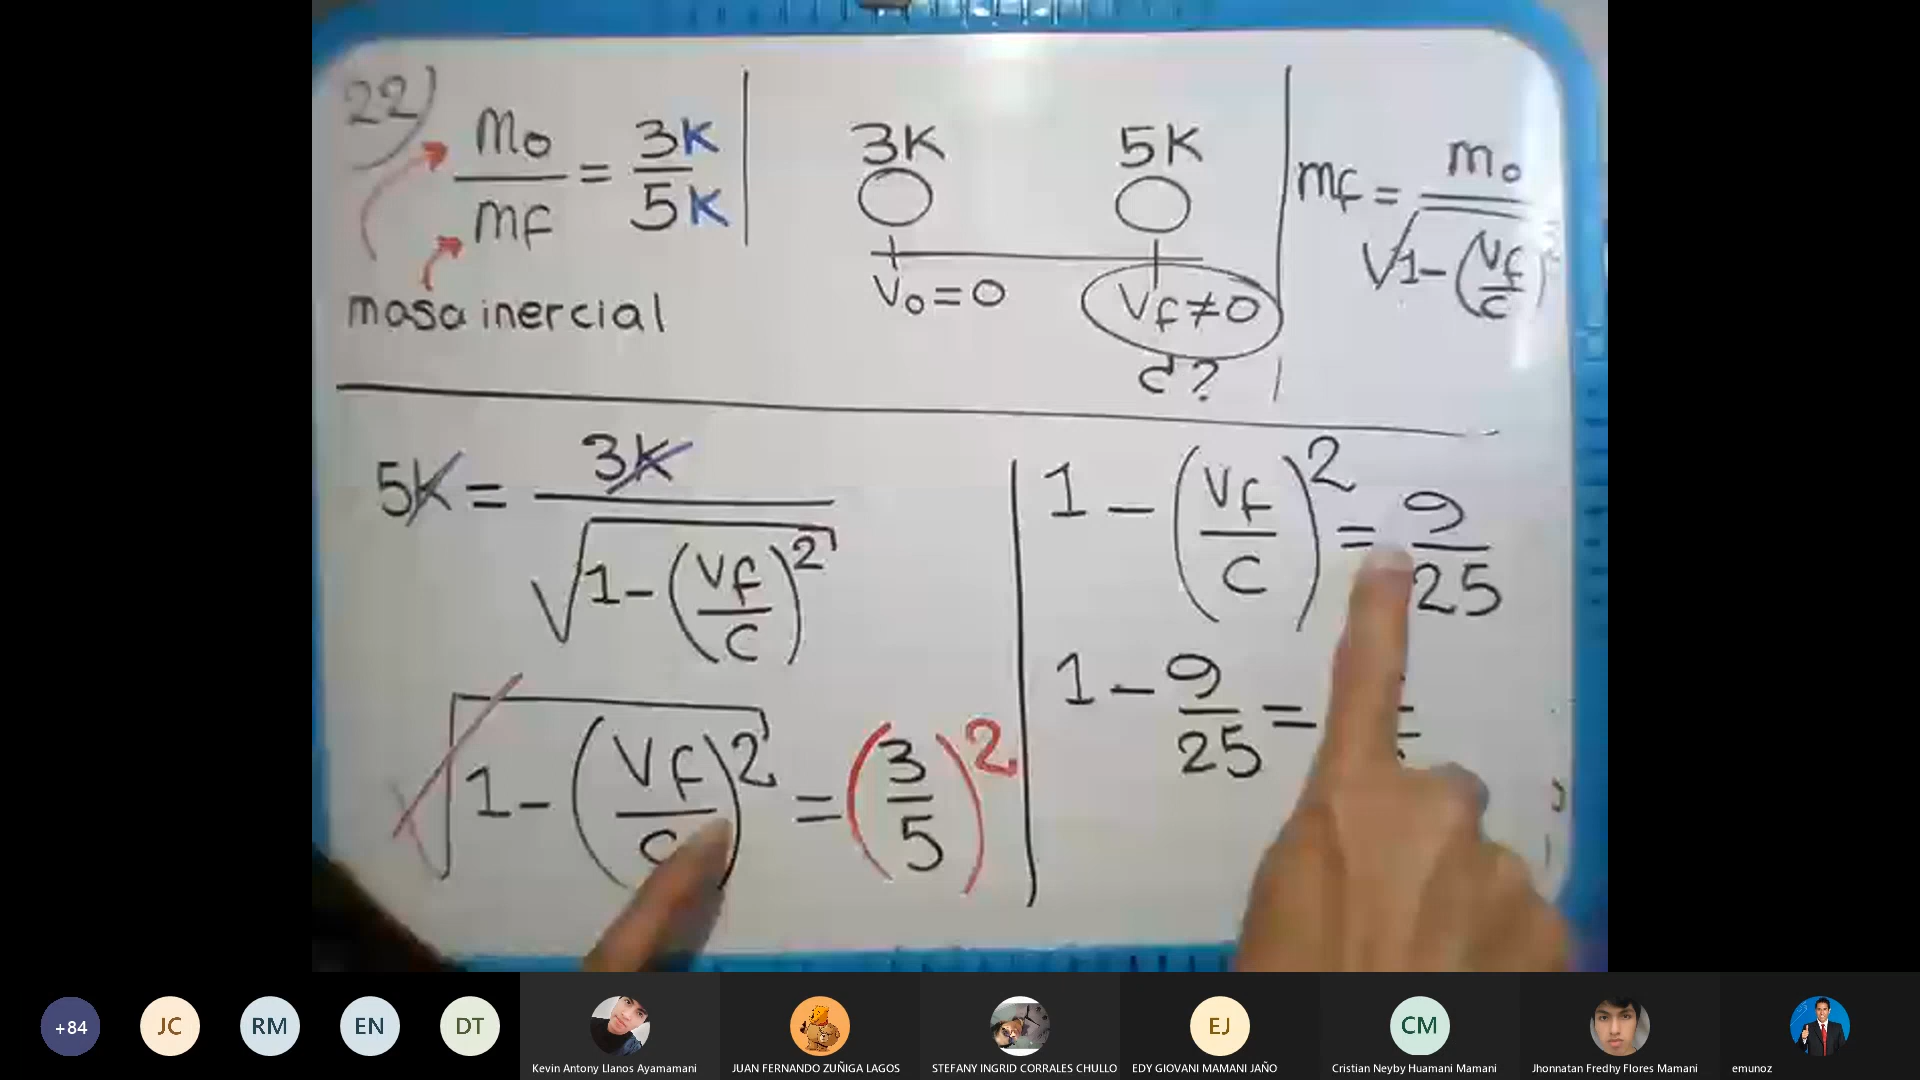 22)
mo/mf = 3K/5K
masa inercial
3K 5K
Vo=0 Vf≠0
c?
mf = mo/√1-(Vf/c)²
5K = 3K/√1-(Vf/c)²
√1-(Vf/c)² = (3/5)²
1-(Vf/c)² = 9/25
1-9/25 =
+84
JC
RM
EN
DT
Kevin Antony Llanos Ayamamani
JUAN FERNANDO ZUÑIGA LAGOS
STEFANY INGRID CORRALES CHULLO
EJ
EDY GIOVANI MAMANI JAÑO
CM
Cristian Neyby Huamani Mamani
Jhonnatan Fredhy Flores Mamani
emunoz